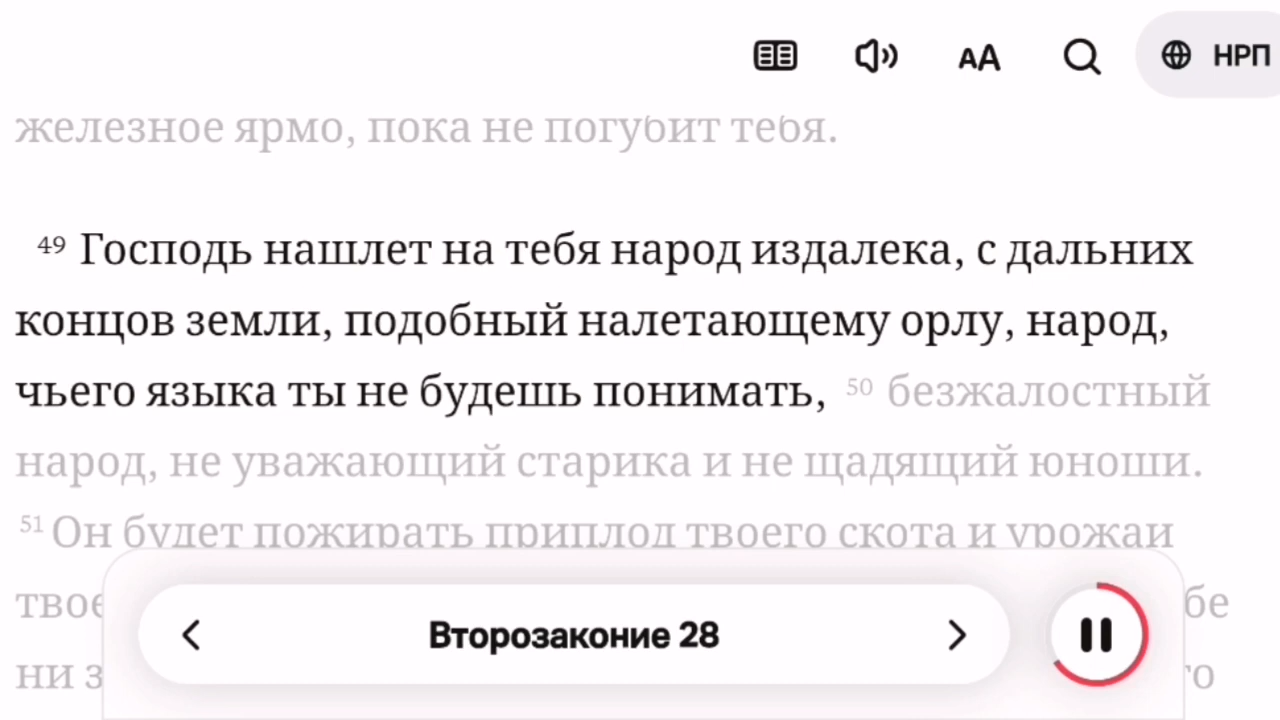 НРП
железное ярмо, пока не погубит тебя.
49 Господь нашлет на тебя народ издалека, с дальних
концов земли, подобный налетающему орлу, народ,
чьего языка ты не будешь понимать, 50 безжалостный
народ, не уважающий старика и не щадящий юноши.
51 Он будет пожирать приплод твоего скота и урожаи
Второзаконие 28
ни